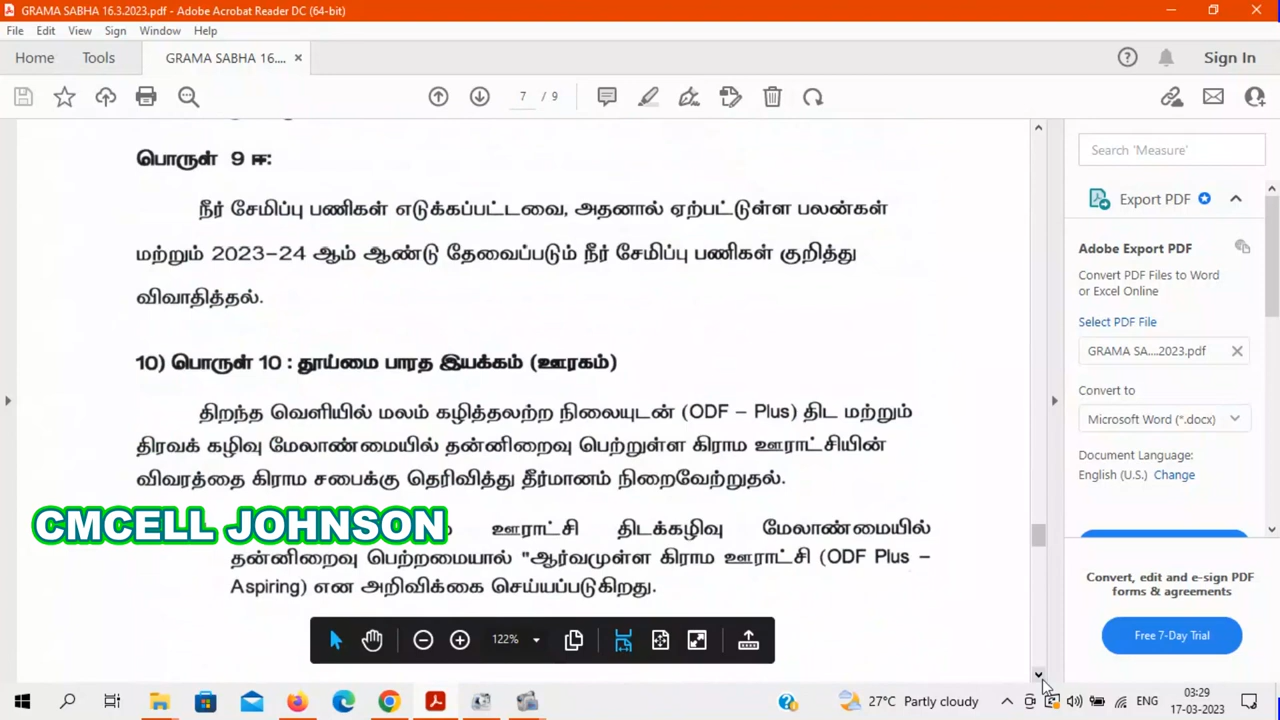 GRAMA SABHA 16.3.2023.pdf - Adobe Acrobat Reader DC (64-bit)
File Edit View Sign Window Help
Home Tools GRAMA SABHA 16.... Sign In
7 / 9
Search 'Measure'
பொருள் 9 ஈ:
நீர் சேமிப்பு பணிகள் எடுக்கப்பட்டவை, அதனால் ஏற்பட்டுள்ள பலன்கள்
மற்றும் 2023-24 ஆம் ஆண்டு தேவைப்படும் நீர் சேமிப்பு பணிகள் குறித்து
விவாதித்தல்.
10) பொருள் 10 : தூய்மை பாரத இயக்கம் (ஊரகம்)
திறந்த வெளியில் மலம் கழித்தலற்ற நிலையுடன் (ODF – Plus) திட மற்றும்
திரவக் கழிவு மேலாண்மையில் தன்னிறைவு பெற்றுள்ள கிராம ஊராட்சியின்
விவரத்தை கிராம சபைக்கு தெரிவித்து தீர்மானம் நிறைவேற்றுதல்.
CMCELL JOHNSON
ஊராட்சி திடக்கழிவு மேலாண்மையில்
தன்னிறைவு பெற்றமையால் "ஆர்வமுள்ள கிராம ஊராட்சி (ODF Plus –
Aspiring) என அறிவிக்கை செய்யப்படுகிறது.
122%
Export PDF
Adobe Export PDF
Convert PDF Files to Word
or Excel Online
Select PDF File
GRAMA SA....2023.pdf
Convert to
Microsoft Word (*.docx)
Document Language:
English (U.S.) Change
Convert, edit and e-sign PDF
forms & agreements
Free 7-Day Trial
27°C Partly cloudy
ENG
03:29
17-03-2023